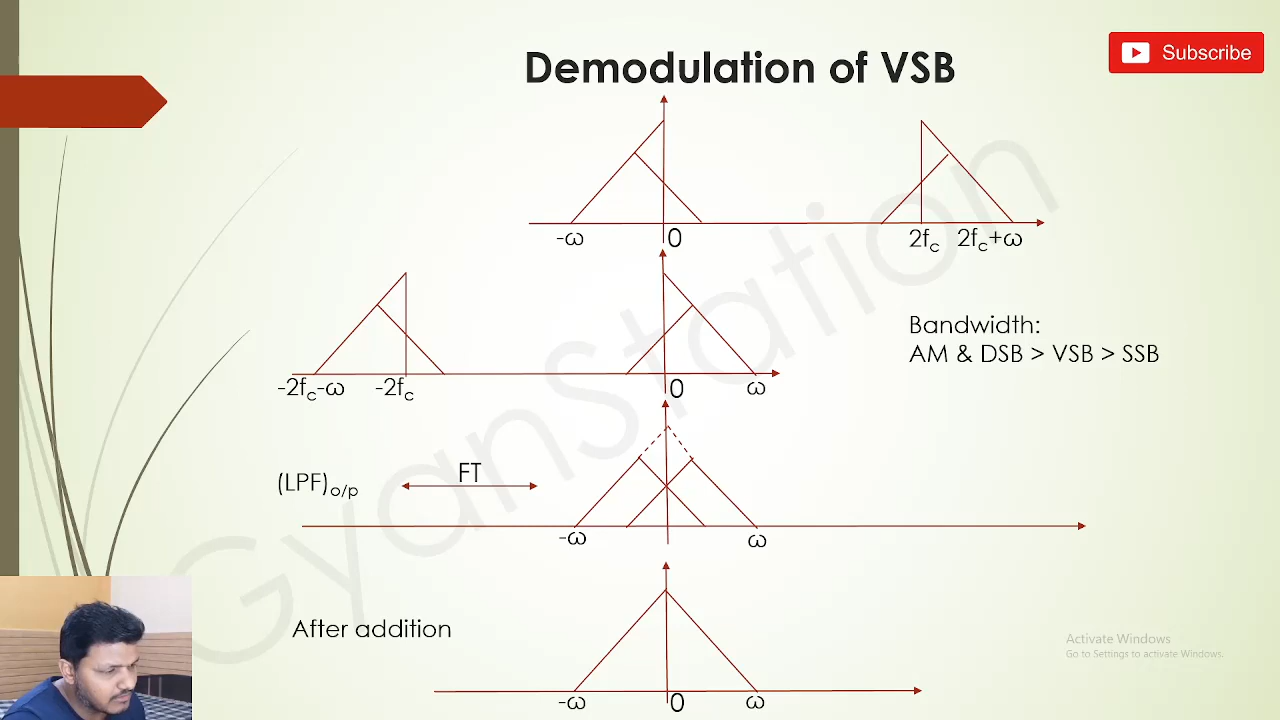 Subscribe
Demodulation of VSB
-ω 0 2fc 2fc+ω
-2fc-ω -2fc 0 ω
Bandwidth:
AM & DSB > VSB > SSB
(LPF)o/p FT
-ω ω
After addition
-ω 0 ω
GyanStation
Activate Windows
Go to Settings to activate Windows.